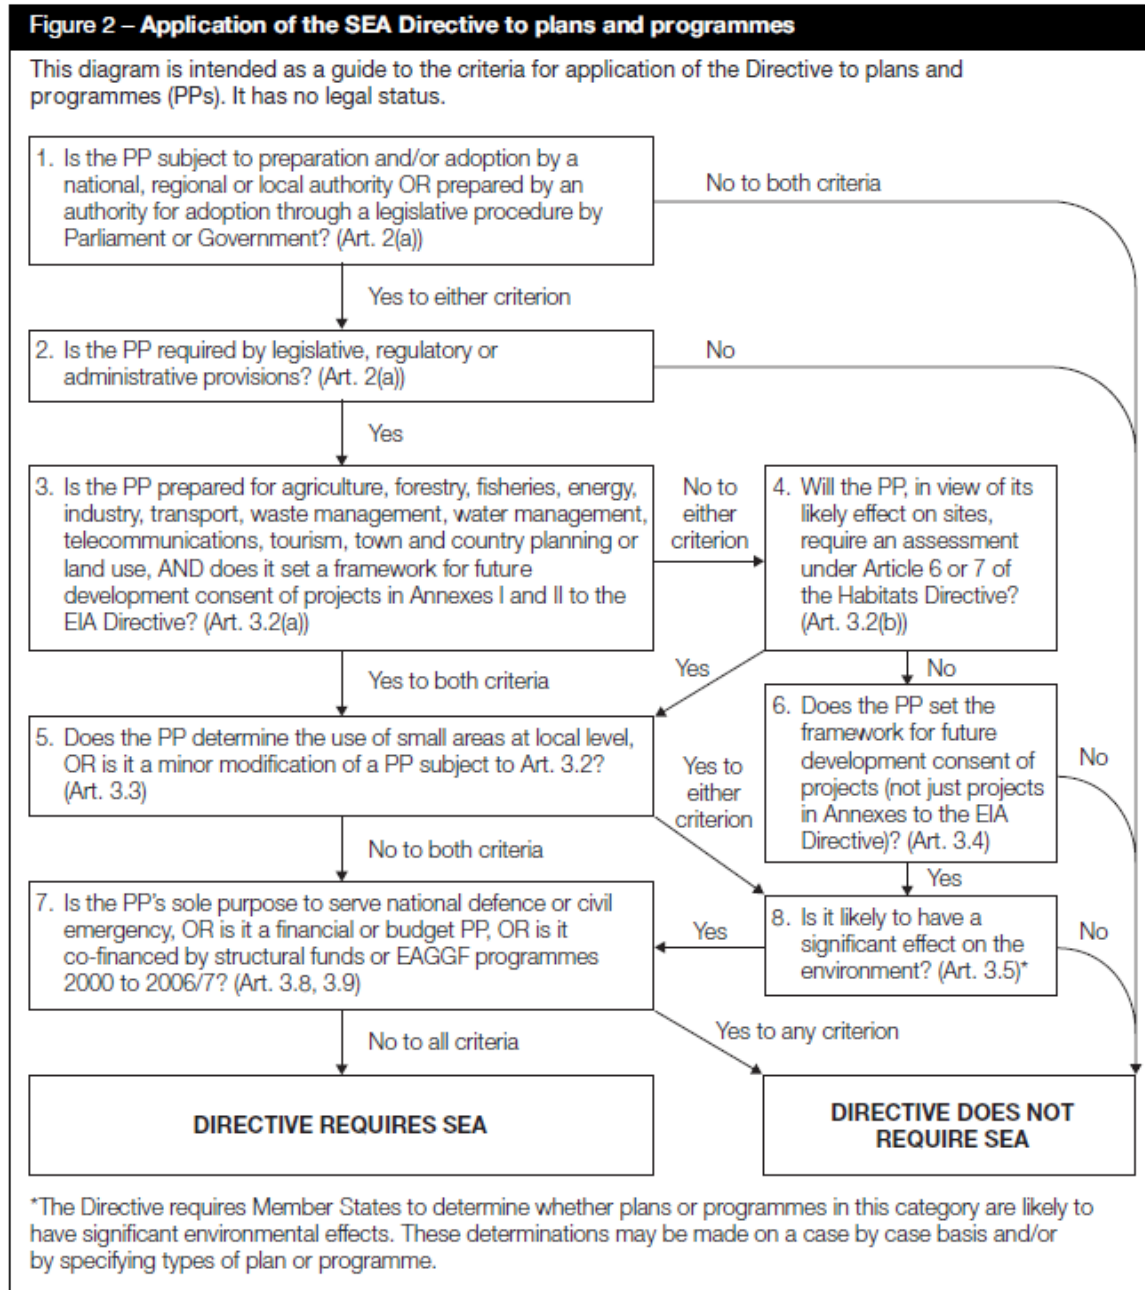 Figure 2 – Application of the SEA Directive to plans and programmes
This diagram is intended as a guide to the criteria for application of the Directive to plans and
programmes (PPs). It has no legal status.
1. Is the PP subject to preparation and/or adoption by a
national, regional or local authority OR prepared by an
authority for adoption through a legislative procedure by
Parliament or Government? (Art. 2(a))
No to both criteria
Yes to either criterion
2. Is the PP required by legislative, regulatory or
administrative provisions? (Art. 2(a))
No
Yes
3. Is the PP prepared for agriculture, forestry, fisheries, energy,
industry, transport, waste management, water management,
telecommunications, tourism, town and country planning or
land use, AND does it set a framework for future
development consent of projects in Annexes I and II to the
EIA Directive? (Art. 3.2(a))
No to
either
criterion
4. Will the PP, in view of its
likely effect on sites,
require an assessment
under Article 6 or 7 of
the Habitats Directive?
(Art. 3.2(b))
Yes to both criteria
Yes
No
5. Does the PP determine the use of small areas at local level,
OR is it a minor modification of a PP subject to Art. 3.2?
(Art. 3.3)
Yes to
either
criterion
6. Does the PP set the
framework for future
development consent of
projects (not just projects
in Annexes to the EIA
Directive)? (Art. 3.4)
No
No to both criteria
Yes
7. Is the PP's sole purpose to serve national defence or civil
emergency, OR is it a financial or budget PP, OR is it
co-financed by structural funds or EAGGF programmes
2000 to 2006/7? (Art. 3.8, 3.9)
Yes
8. Is it likely to have a
significant effect on the
environment? (Art. 3.5)*
No
No to all criteria
Yes to any criterion
DIRECTIVE REQUIRES SEA
DIRECTIVE DOES NOT
REQUIRE SEA
*The Directive requires Member States to determine whether plans or programmes in this category are likely to
have significant environmental effects. These determinations may be made on a case by case basis and/or
by specifying types of plan or programme.